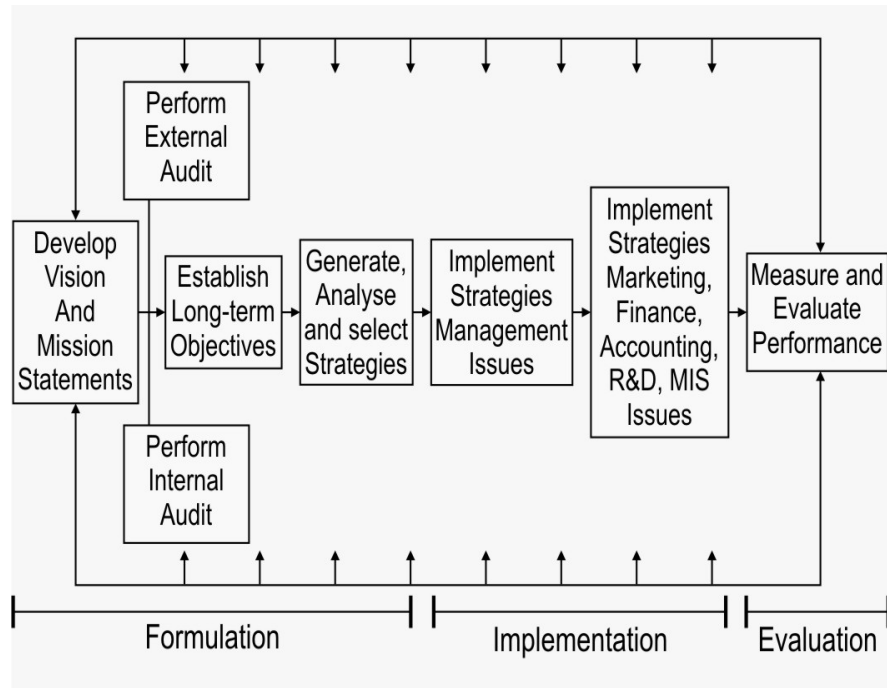 Perform
External
Audit
Develop
Vision
And
Mission
Statements
Establish
Long-term
Objectives
Generate,
Analyse
and select
Strategies
Implement
Strategies
Management
Issues
Implement
Strategies
Marketing,
Finance,
Accounting,
R&D, MIS
Issues
Measure and
Evaluate
Performance
Perform
Internal
Audit
Formulation
Implementation
Evaluation